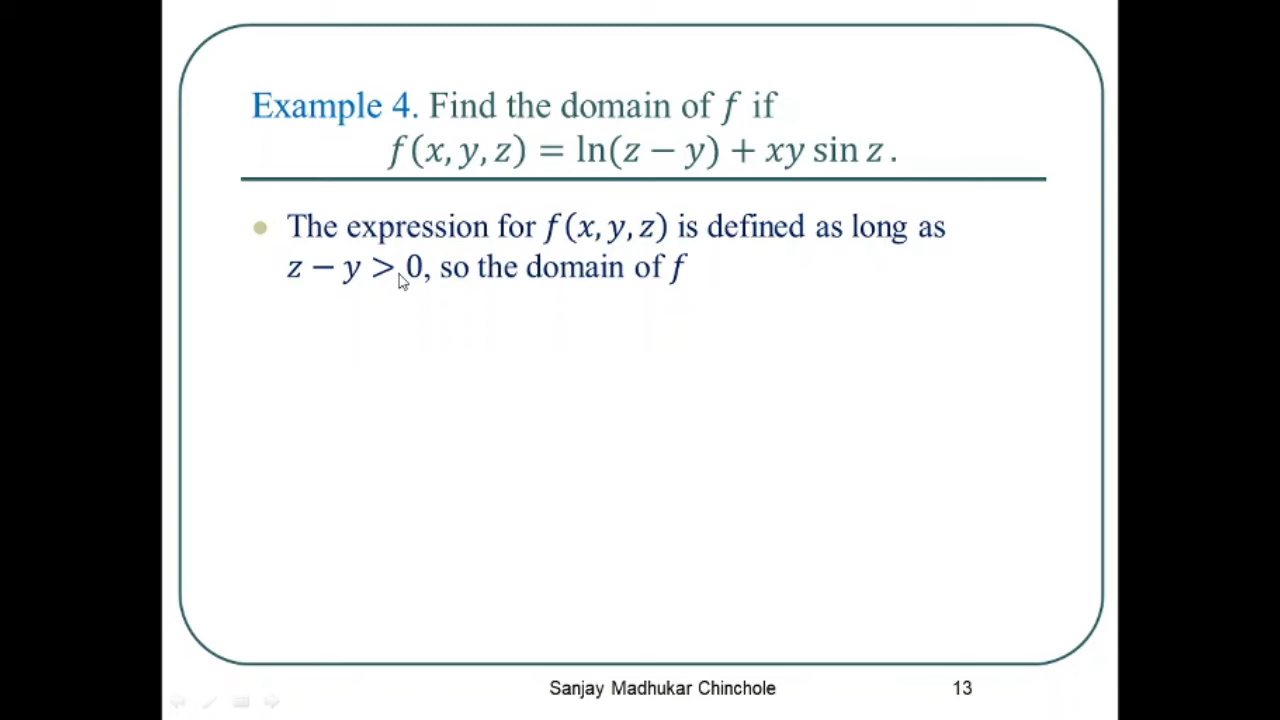 Example 4. Find the domain of f if
f(x, y, z) = ln(z − y) + xy sin z .
The expression for f(x, y, z) is defined as long as
z − y > 0, so the domain of f
Sanjay Madhukar Chinchole 13